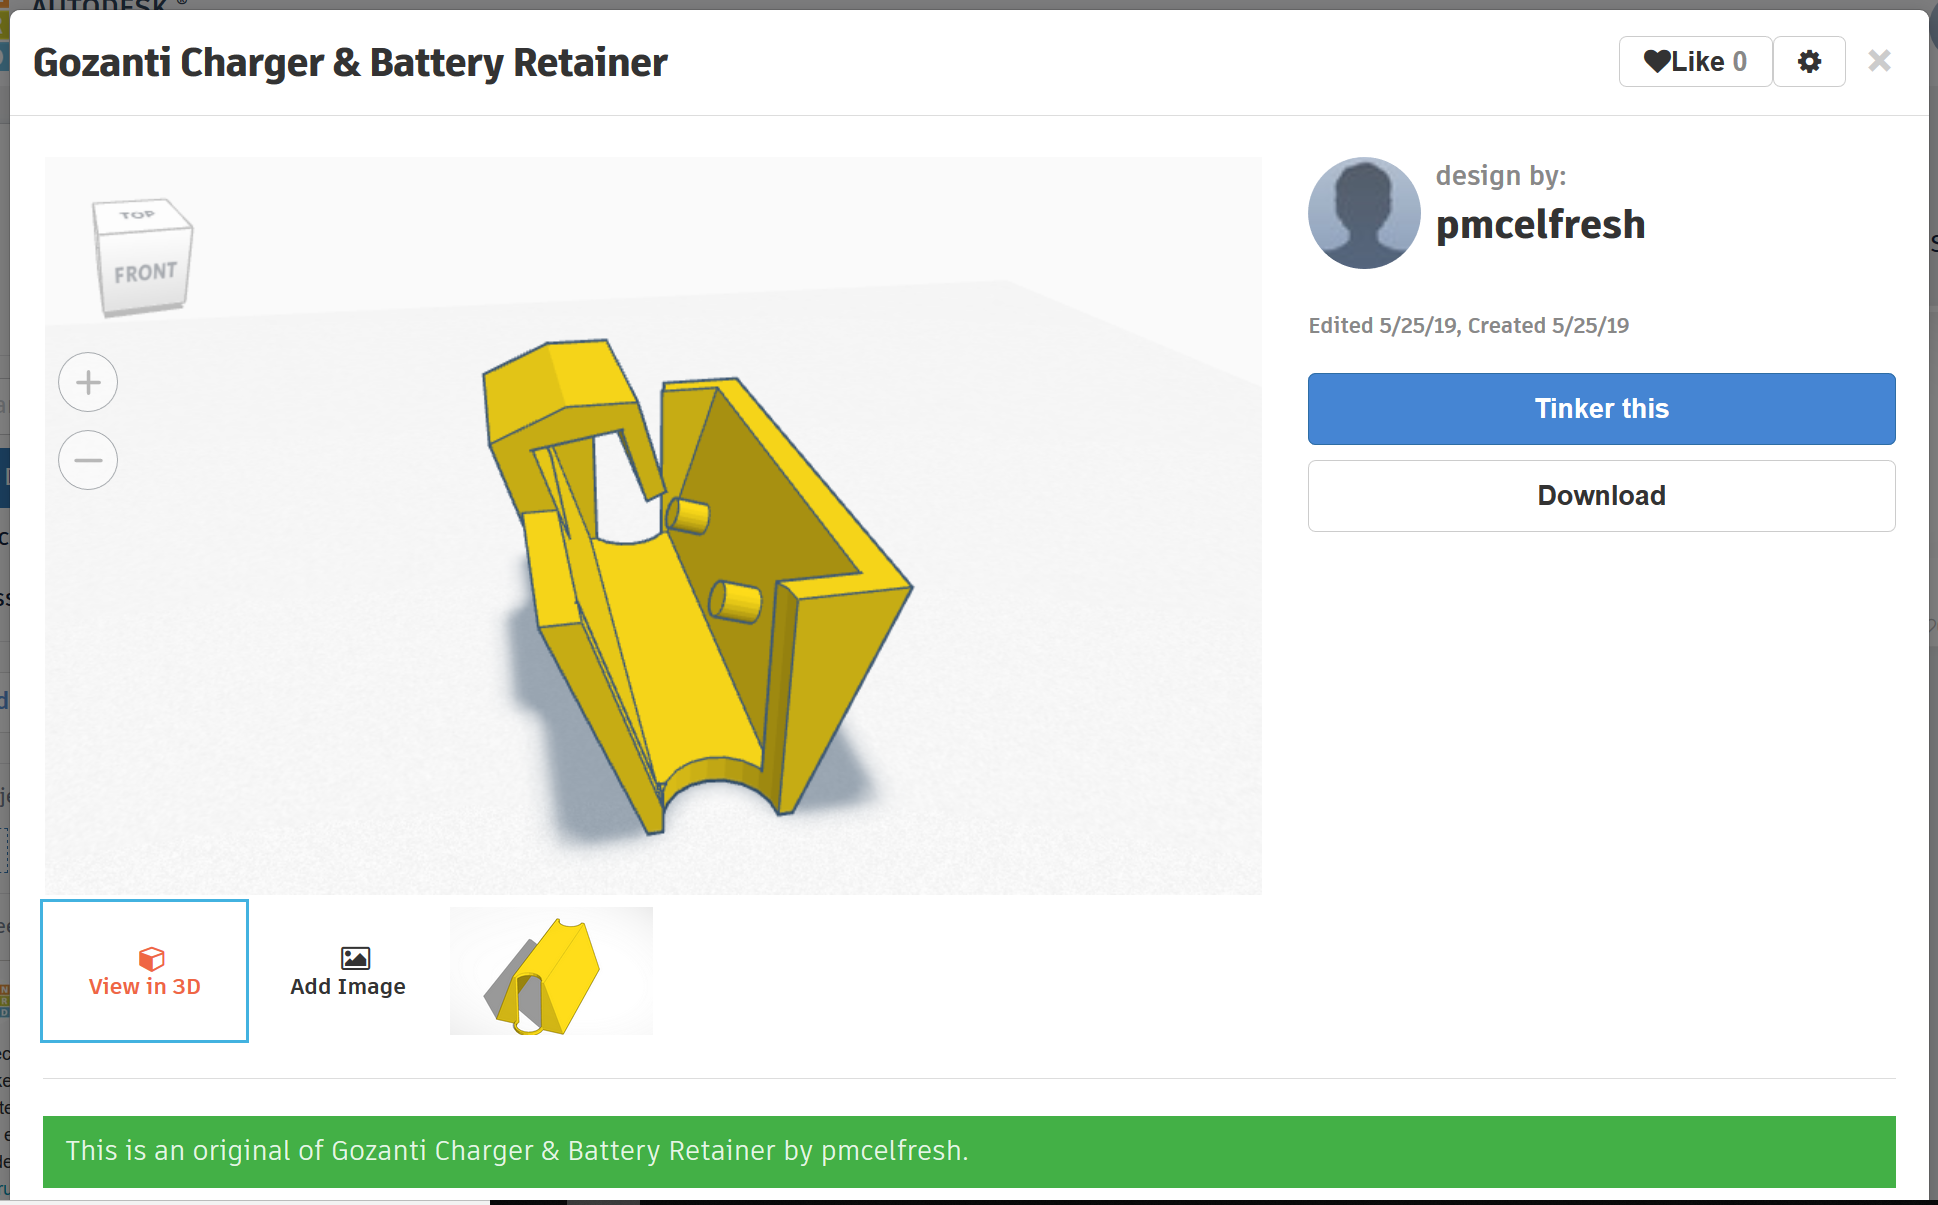 AUTODESK®
Gozanti Charger & Battery Retainer
Like 0
TOP
FRONT
design by:
pmcelfresh
Edited 5/25/19, Created 5/25/19
Tinker this
Download
View in 3D
Add Image
This is an original of Gozanti Charger & Battery Retainer by pmcelfresh.